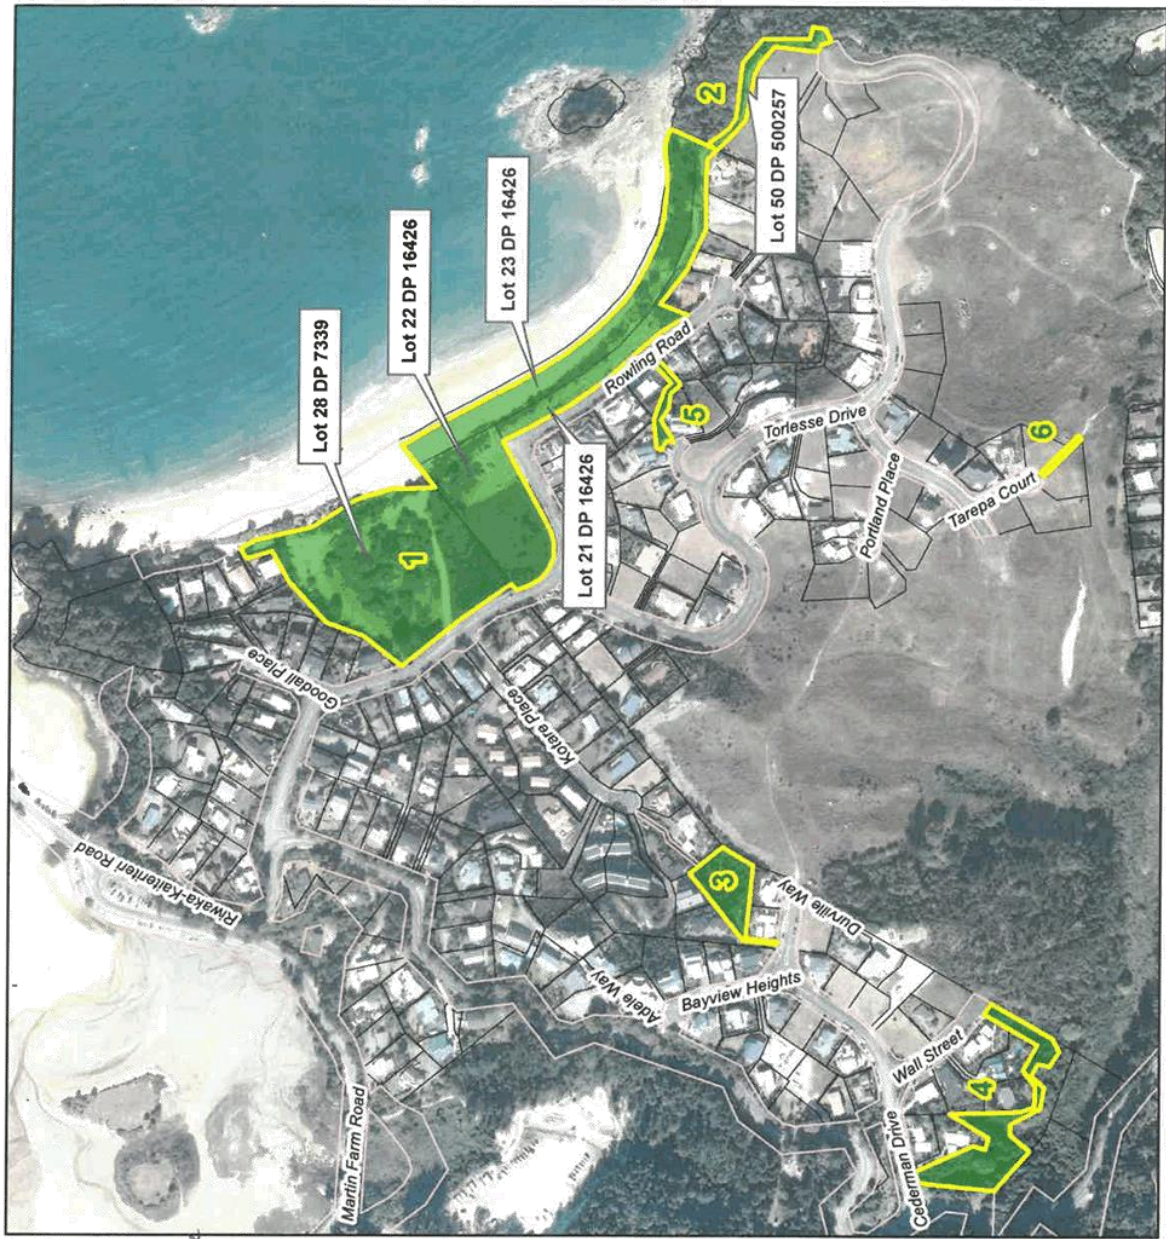 Lot 28 DP 7339
Lot 22 DP 16426
Lot 23 DP 16426
2
Lot 50 DP 500257
Rowling Road
1
5
Lot 21 DP 16426
Torlesse Drive
6
Tarepa Court
Portland Place
Goodall Place
Kotare Place
Riwaka-Kaiteriteri Road
3
Durville Way
Adele Way
Bayview Heights
Martin Farm Road
Wall Street
4
Cederman Drive